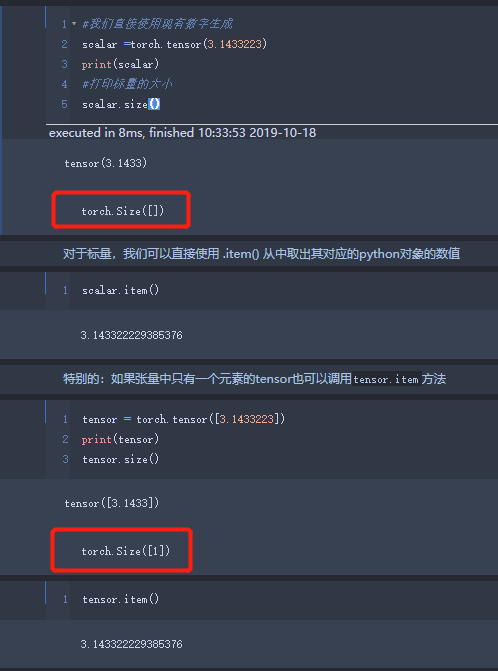 1 #我们直接使用现有数字生成
2 scalar =torch.tensor(3.1433223)
3 print(scalar)
4 #打印标量的大小
5 scalar.size()
executed in 8ms, finished 10:33:53 2019-10-18
tensor(3.1433)
torch.Size([])
对于标量，我们可以直接使用 .item() 从中取出其对应的python对象的数值
1 scalar.item()
3.143322229385376
特别的：如果张量中只有一个元素的tensor也可以调用tensor.item方法
1 tensor = torch.tensor([3.1433223])
2 print(tensor)
3 tensor.size()
tensor([3.1433])
torch.Size([1])
1 tensor.item()
3.143322229385376